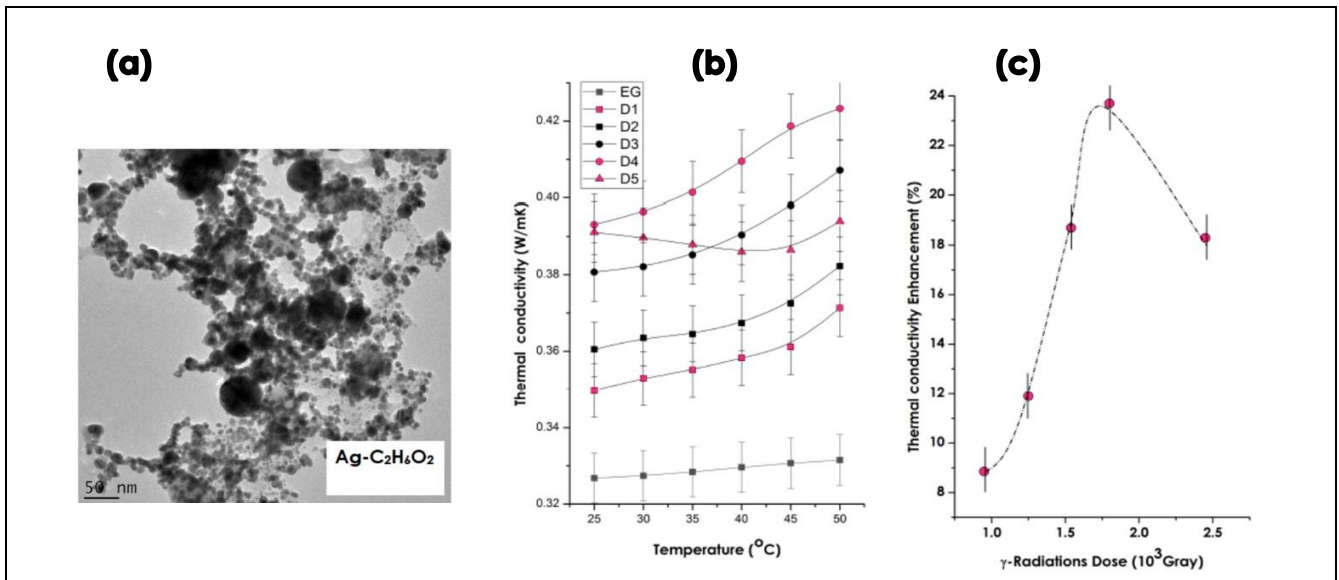 (a)
(b)
(c)
Ag-C₂H₆O₂
50 nm
EG
D1
D2
D3
D4
D5
Thermal conductivity (W/mK)
0.42
0.40
0.38
0.36
0.34
0.32
25 30 35 40 45 50
Temperature (°C)
Thermal conductivity Enhancement (%)
24
22
20
18
16
14
12
10
8
1.0 1.5 2.0 2.5
γ-Radiations Dose (10³Gray)